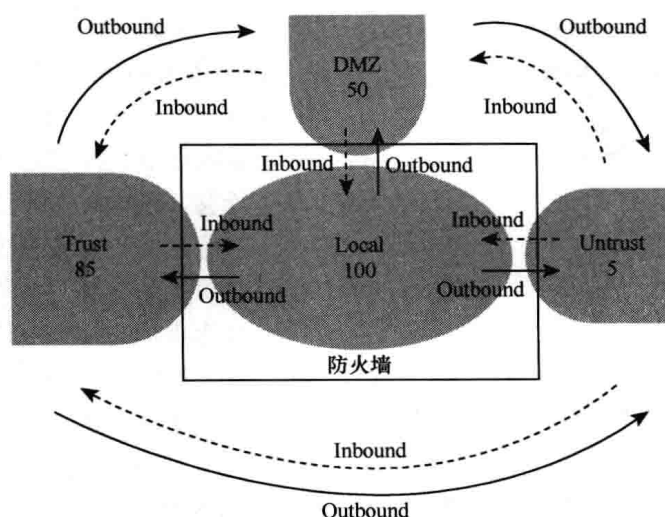 Outbound
Outbound
DMZ
50
Inbound
Inbound
Inbound
Outbound
Inbound
Inbound
Trust
85
Local
100
Untrust
5
Outbound
Outbound
防火墙
Inbound
Outbound